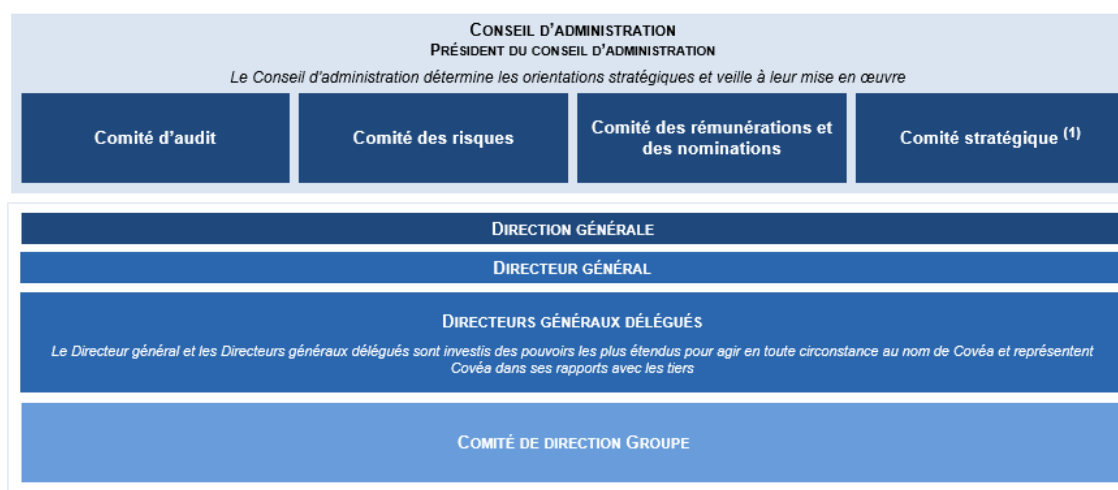 CONSEIL D'ADMINISTRATION
PRÉSIDENT DU CONSEIL D'ADMINISTRATION
Le Conseil d'administration détermine les orientations stratégiques et veille à leur mise en œuvre
Comité d'audit
Comité des risques
Comité des rémunérations et
des nominations
Comité stratégique (1)
DIRECTION GÉNÉRALE
DIRECTEUR GÉNÉRAL
DIRECTEURS GÉNÉRAUX DÉLÉGUÉS
Le Directeur général et les Directeurs généraux délégués sont investis des pouvoirs les plus étendus pour agir en toute circonstance au nom de Covéa et représentent
Covéa dans ses rapports avec les tiers
COMITÉ DE DIRECTION GROUPE